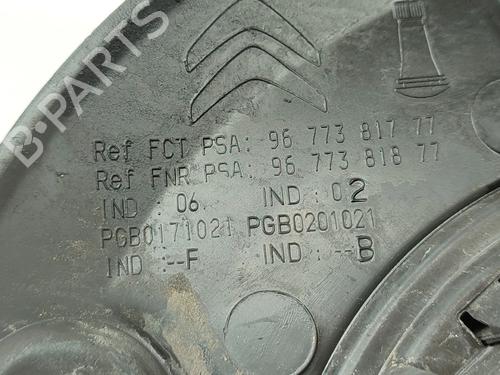 B-PARTS
Ref FCT PSA: 96 773 817 77
Ref FNR PSA: 96 773 818 77
IND : 06. IND : 02
PGB0171021 PGB0201021
IND :--F IND :--B